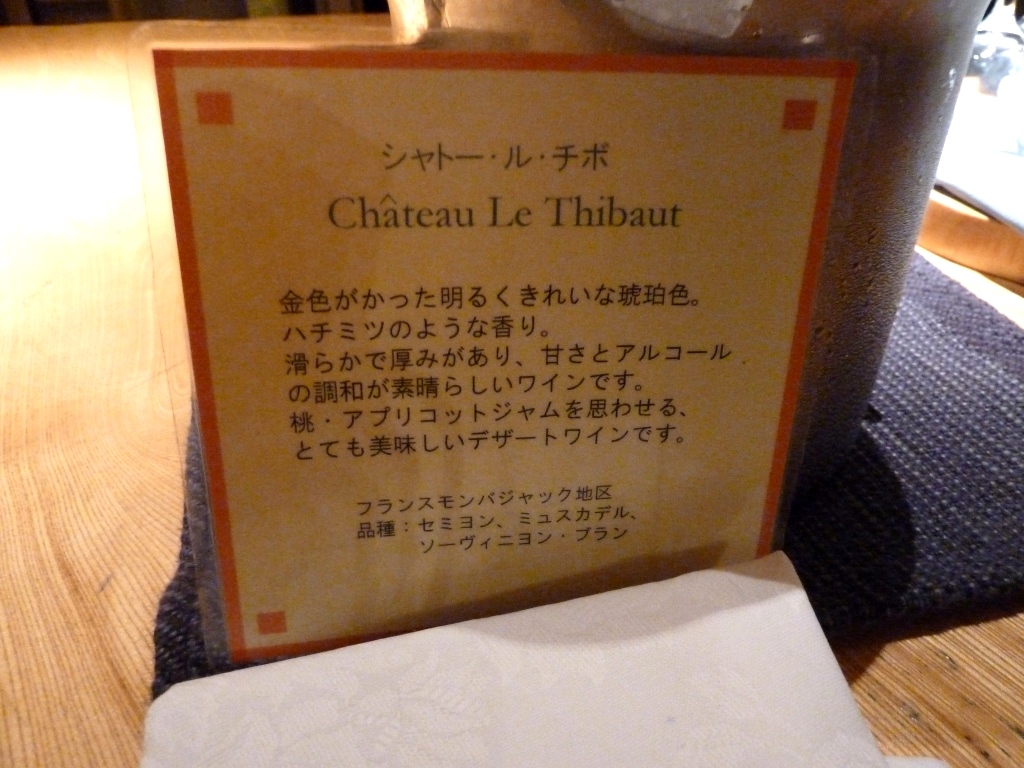 シャトー・ル・チボ
Château Le Thibaut
金色がかった明るくきれいな琥珀色。
ハチミツのような香り。
滑らかで厚みがあり、甘さとアルコール
の調和が素晴らしいワインです。
桃・アプリコットジャムを思わせる、
とても美味しいデザートワインです。
フランスモンバジャック地区
品種：セミヨン、ミュスカデル、
ソーヴィニヨン・ブラン